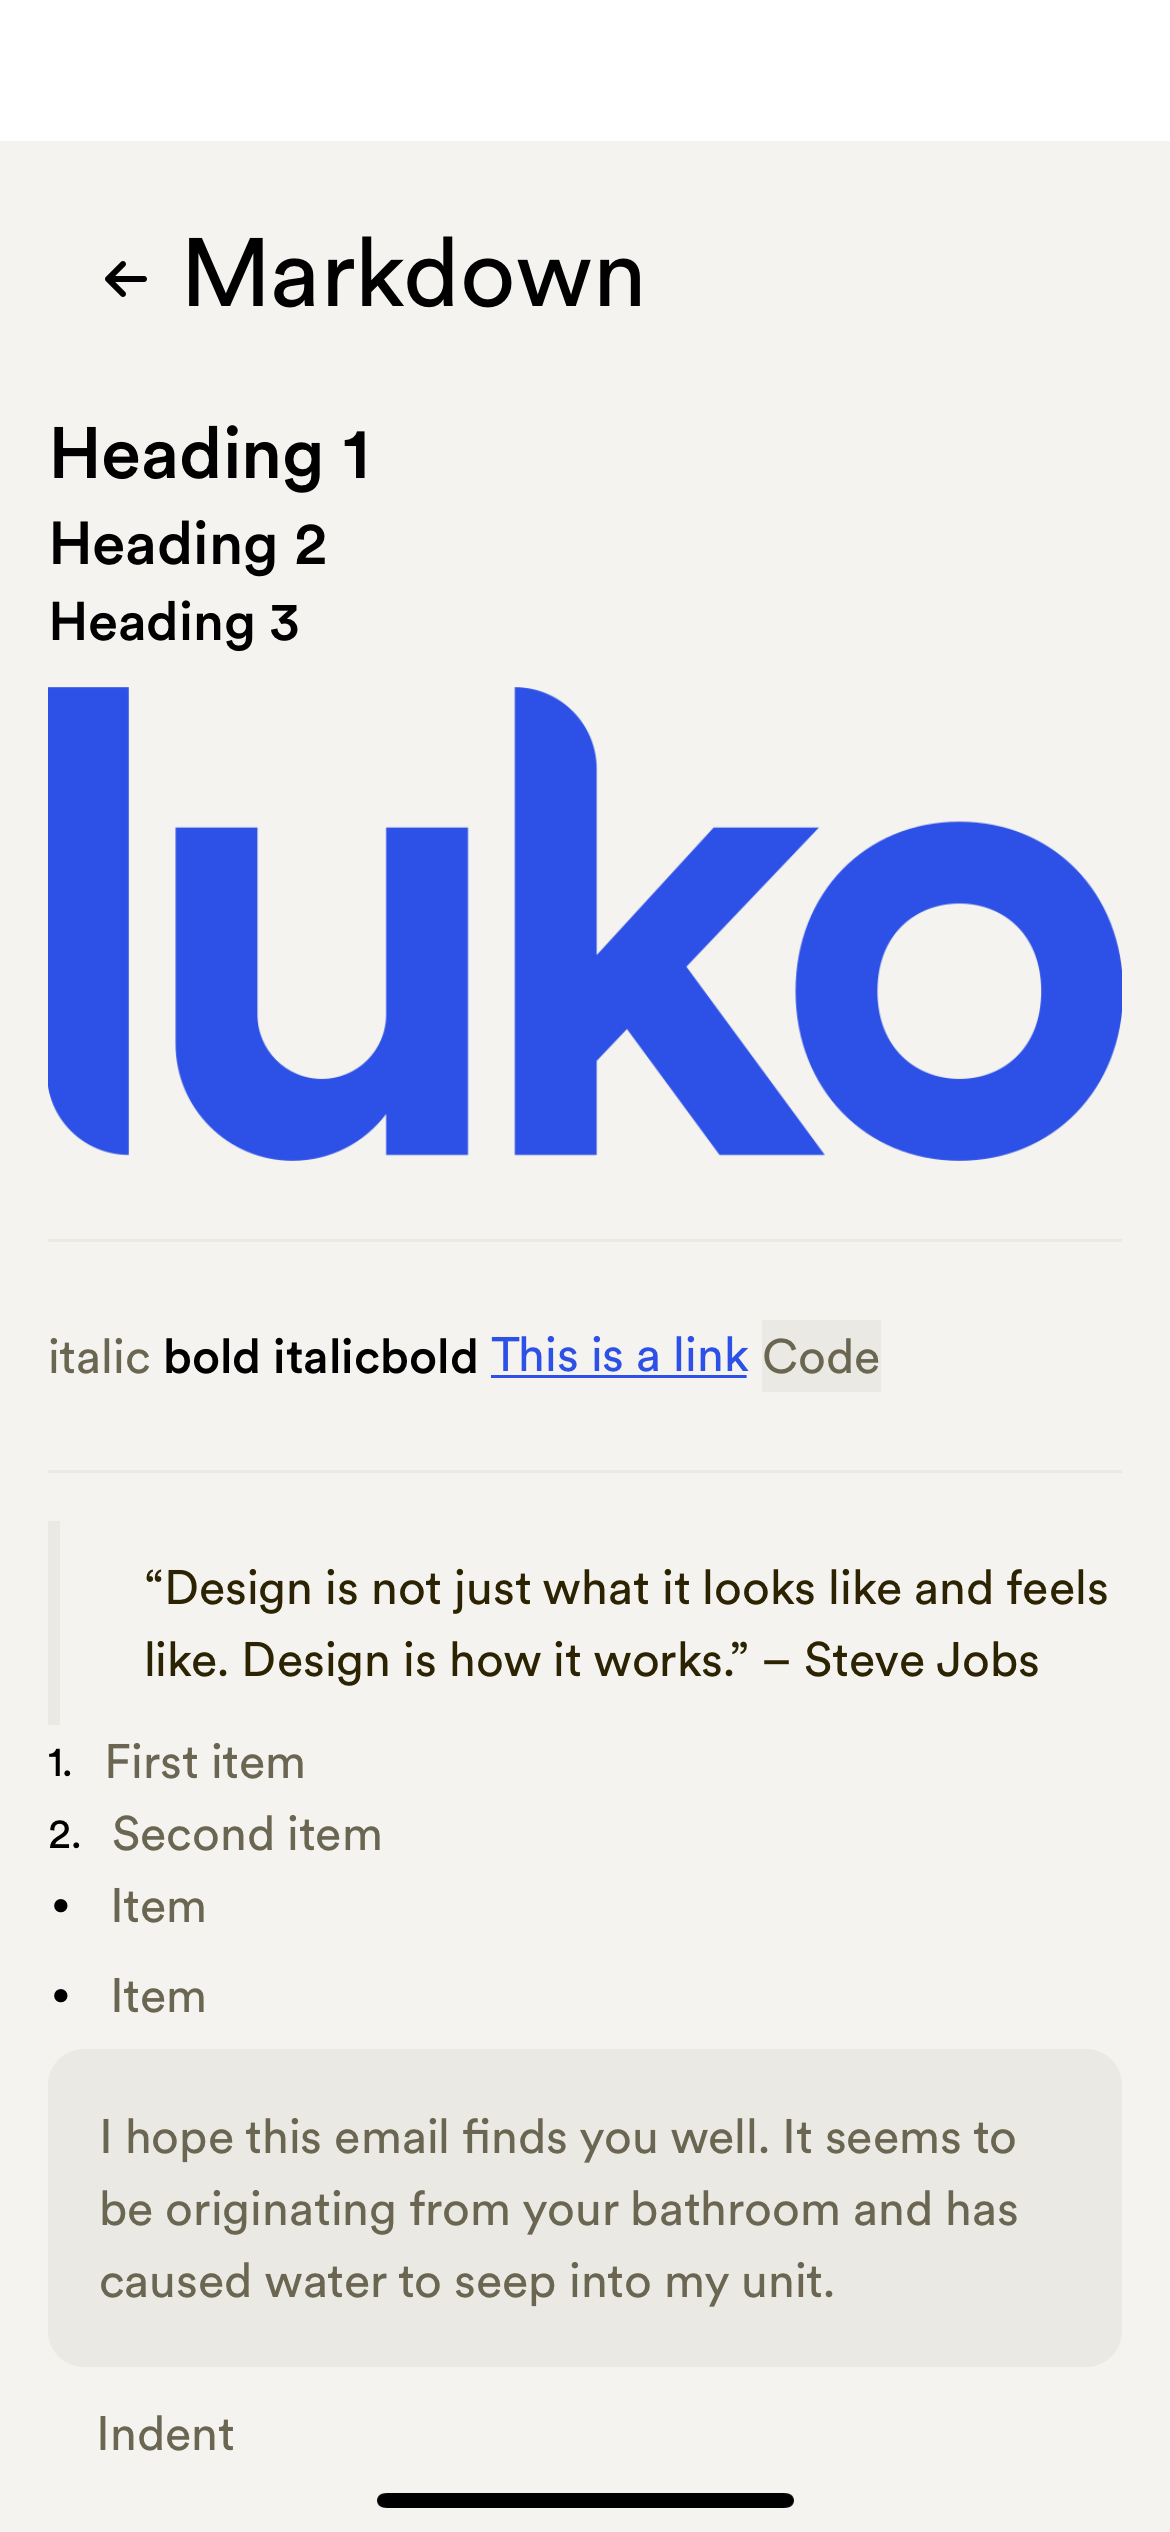 Markdown
Heading 1
Heading 2
Heading 3
luko
italic bold italicbold This is a link Code
“Design is not just what it looks like and feels
like. Design is how it works.” – Steve Jobs
1. First item
2. Second item
• Item
• Item
I hope this email finds you well. It seems to
be originating from your bathroom and has
caused water to seep into my unit.
Indent